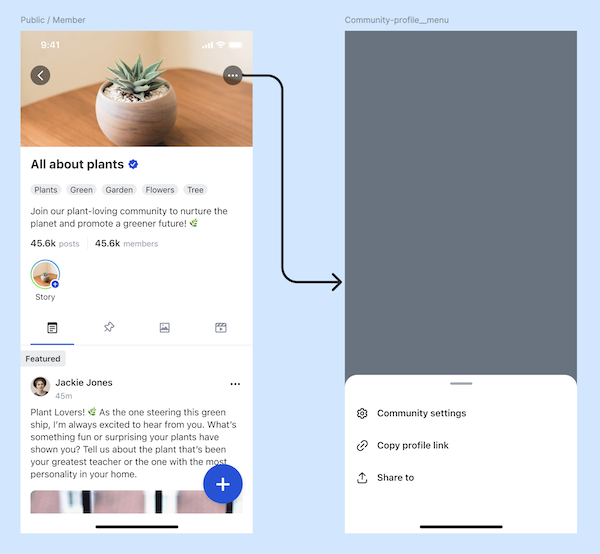 Public / Member
9:41
All about plants
Plants Green Garden Flowers Tree
Join our plant-loving community to nurture the
planet and promote a greener future! 🌿
45.6k posts 45.6k members
Story
Featured
Jackie Jones
45m
Plant Lovers! 🌿 As the one steering this green
ship, I'm always excited to hear from you. What's
something fun or surprising your plants have
shown you? Tell us about the plant that's been
your greatest teacher or the one with the most
personality in your home.
Community-profile__menu
Community settings
Copy profile link
Share to